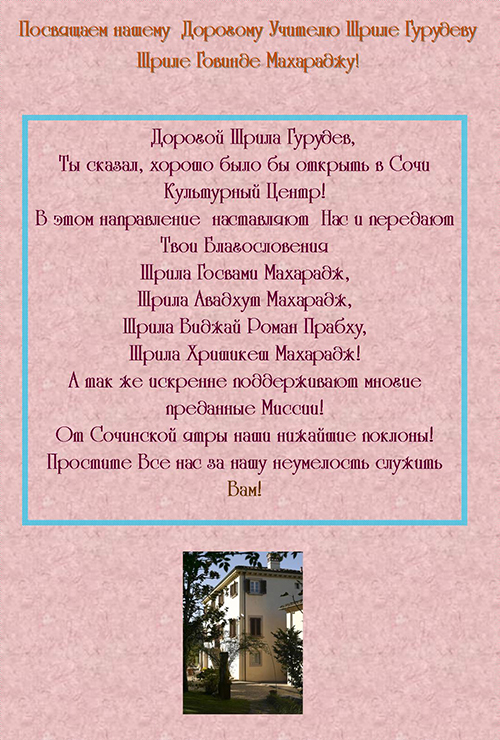 Посвящаем нашему Дорогому Учителю Шриле Гурудеву
Шриле Говинде Махараджу!
Дорогой Шрила Гурудев,
Ты сказал, хорошо было бы открыть в Сочи
Культурный Центр!
В этом направление наставляют Нас и передают
Твои Благословения
Шрила Госвами Махарадж,
Шрила Авадхут Махарадж,
Шрила Виджай Роман Прабху,
Шрила Хришикеш Махарадж!
А так же искренне поддерживают многие
преданные Миссии!
От Сочинской ятры наши нижайшие поклоны!
Простите Все нас за нашу неумелость служить
Вам!